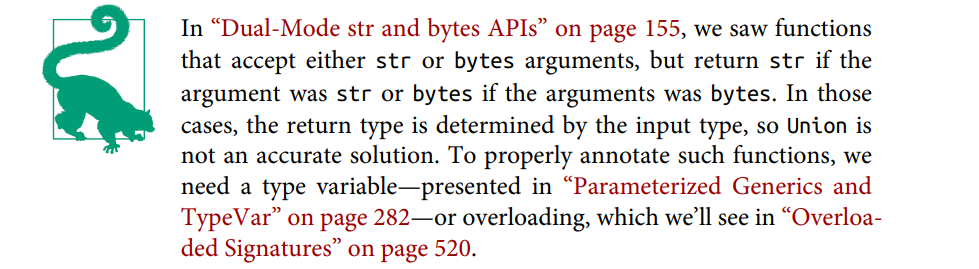 In “Dual-Mode str and bytes APIs” on page 155, we saw functions
that accept either str or bytes arguments, but return str if the
argument was str or bytes if the arguments was bytes. In those
cases, the return type is determined by the input type, so Union is
not an accurate solution. To properly annotate such functions, we
need a type variable—presented in “Parameterized Generics and
TypeVar” on page 282—or overloading, which we’ll see in “Overloa-
ded Signatures” on page 520.